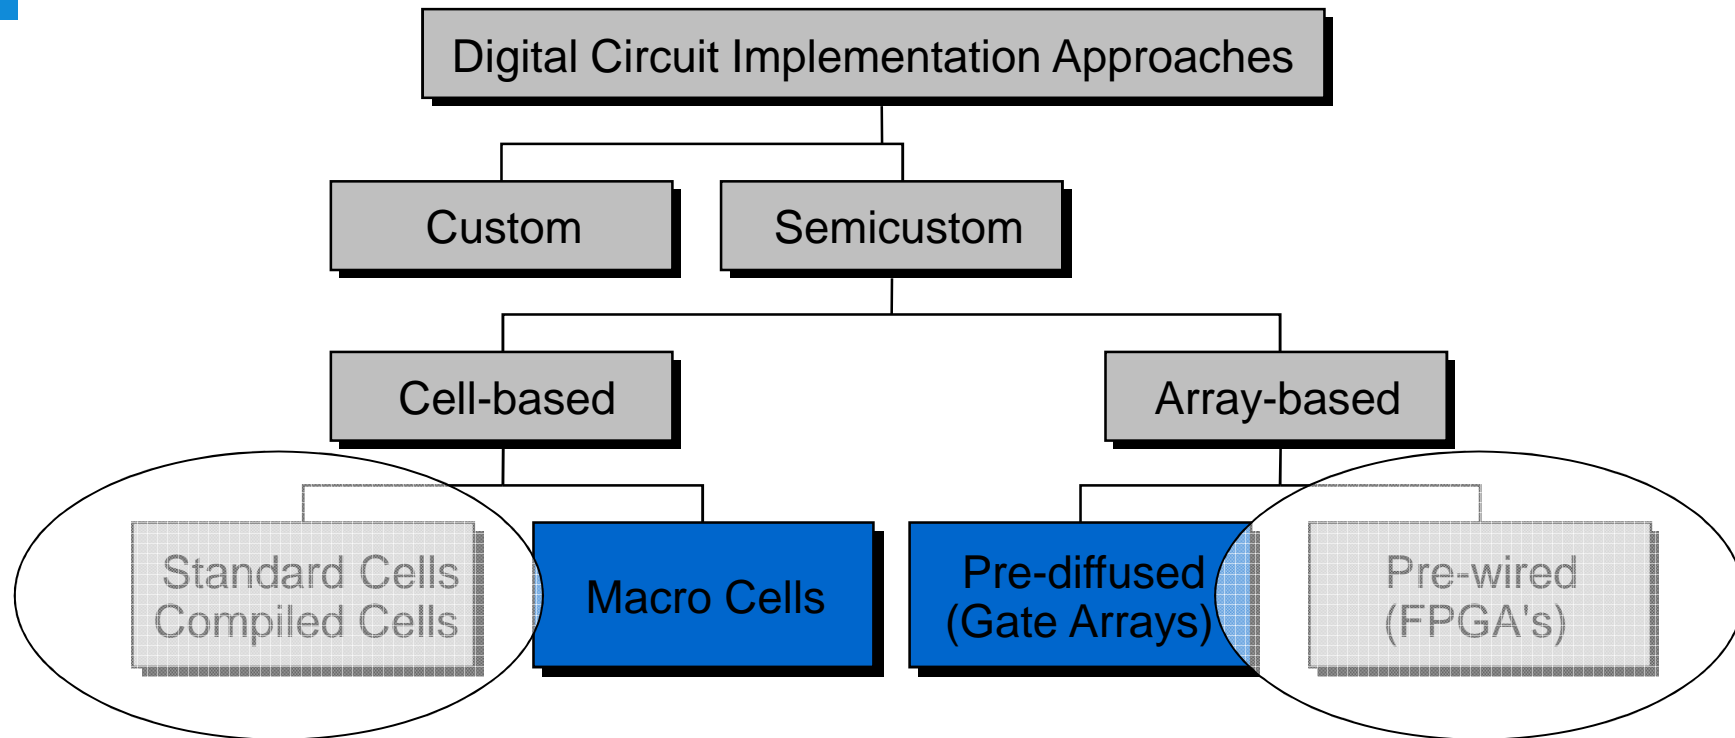 Digital Circuit Implementation Approaches
Custom
Semicustom
Cell-based
Array-based
Standard Cells
Compiled Cells
Macro Cells
Pre-diffused
(Gate Arrays)
Pre-wired
(FPGA's)